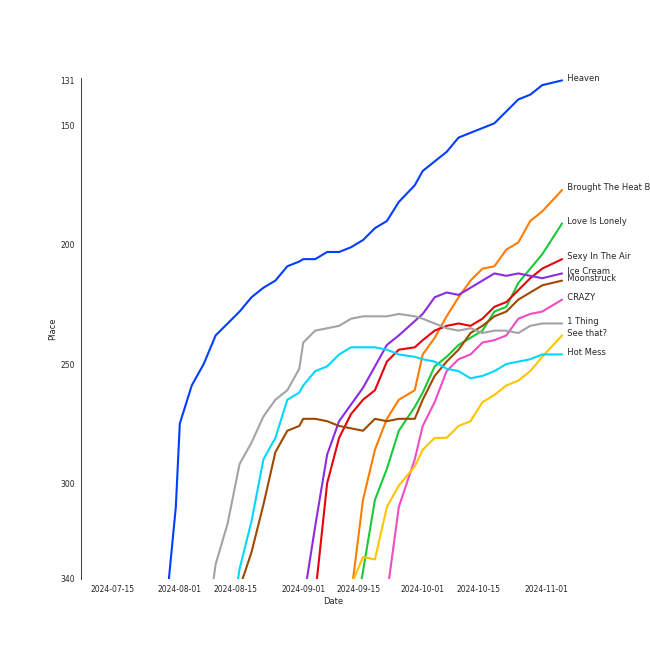 131
150
200
250
300
340
Place
Heaven
Brought The Heat B
Love Is Lonely
Sexy In The Air
Ice Cream
Moonstruck
CRAZY
1 Thing
See that?
Hot Mess
2024-07-15 2024-08-01 2024-08-15 2024-09-01 2024-09-15 2024-10-01 2024-10-15 2024-11-01
Date